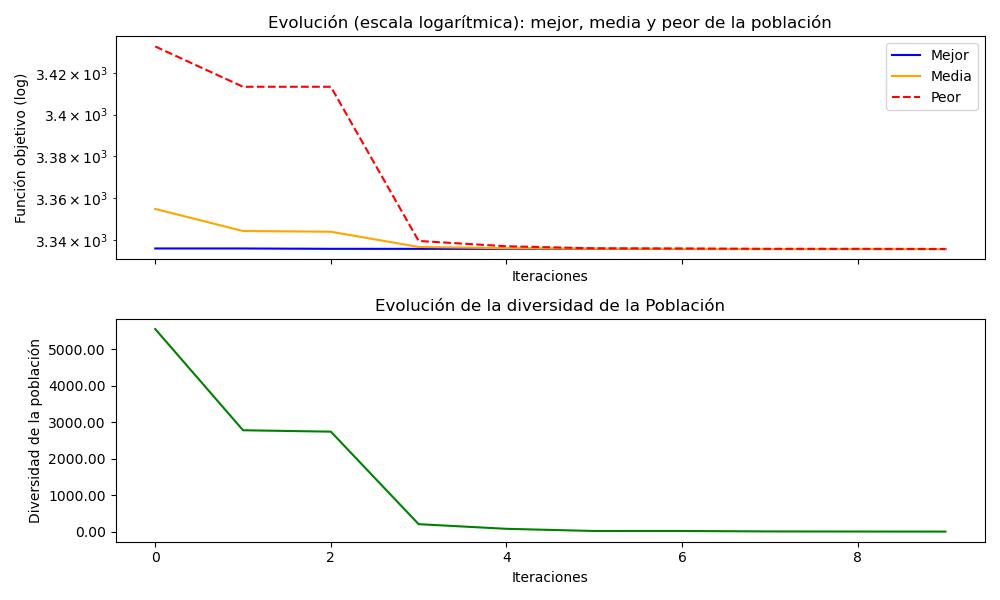 Evolución (escala logarítmica): mejor, media y peor de la población
Función objetivo (log)
3.42 × 10³
3.4 × 10³
3.38 × 10³
3.36 × 10³
3.34 × 10³
Mejor
Media
Peor
Iteraciones
Evolución de la diversidad de la Población
Diversidad de la población
5000.00
4000.00
3000.00
2000.00
1000.00
0.00
0 2 4 6 8
Iteraciones